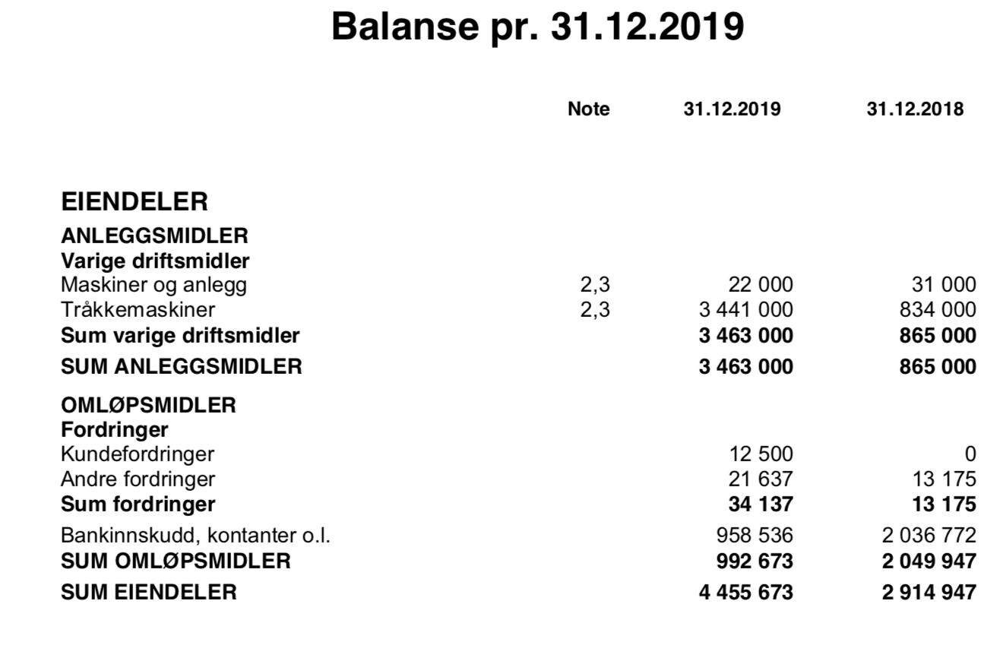 Balanse pr. 31.12.2019
Note 31.12.2019 31.12.2018
EIENDELER
ANLEGGSMIDLER
Varige driftsmidler
Maskiner og anlegg 2,3 22 000 31 000
Tråkkemaskiner 2,3 3 441 000 834 000
Sum varige driftsmidler 3 463 000 865 000
SUM ANLEGGSMIDLER 3 463 000 865 000
OMLØPSMIDLER
Fordringer
Kundefordringer 12 500 0
Andre fordringer 21 637 13 175
Sum fordringer 34 137 13 175
Bankinnskudd, kontanter o.l. 958 536 2 036 772
SUM OMLØPSMIDLER 992 673 2 049 947
SUM EIENDELER 4 455 673 2 914 947